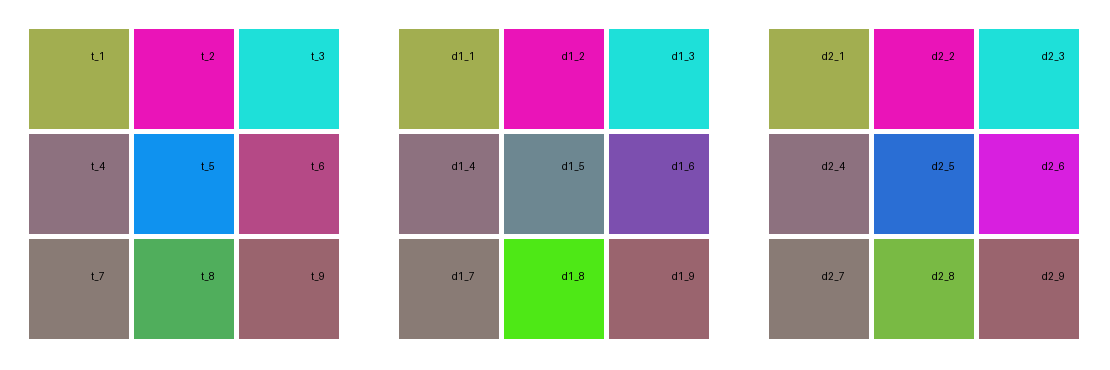 t_1 t_2 t_3 d1_1 d1_2 d1_3 d2_1 d2_2 d2_3
t_4 t_5 t_6 d1_4 d1_5 d1_6 d2_4 d2_5 d2_6
t_7 t_8 t_9 d1_7 d1_8 d1_9 d2_7 d2_8 d2_9